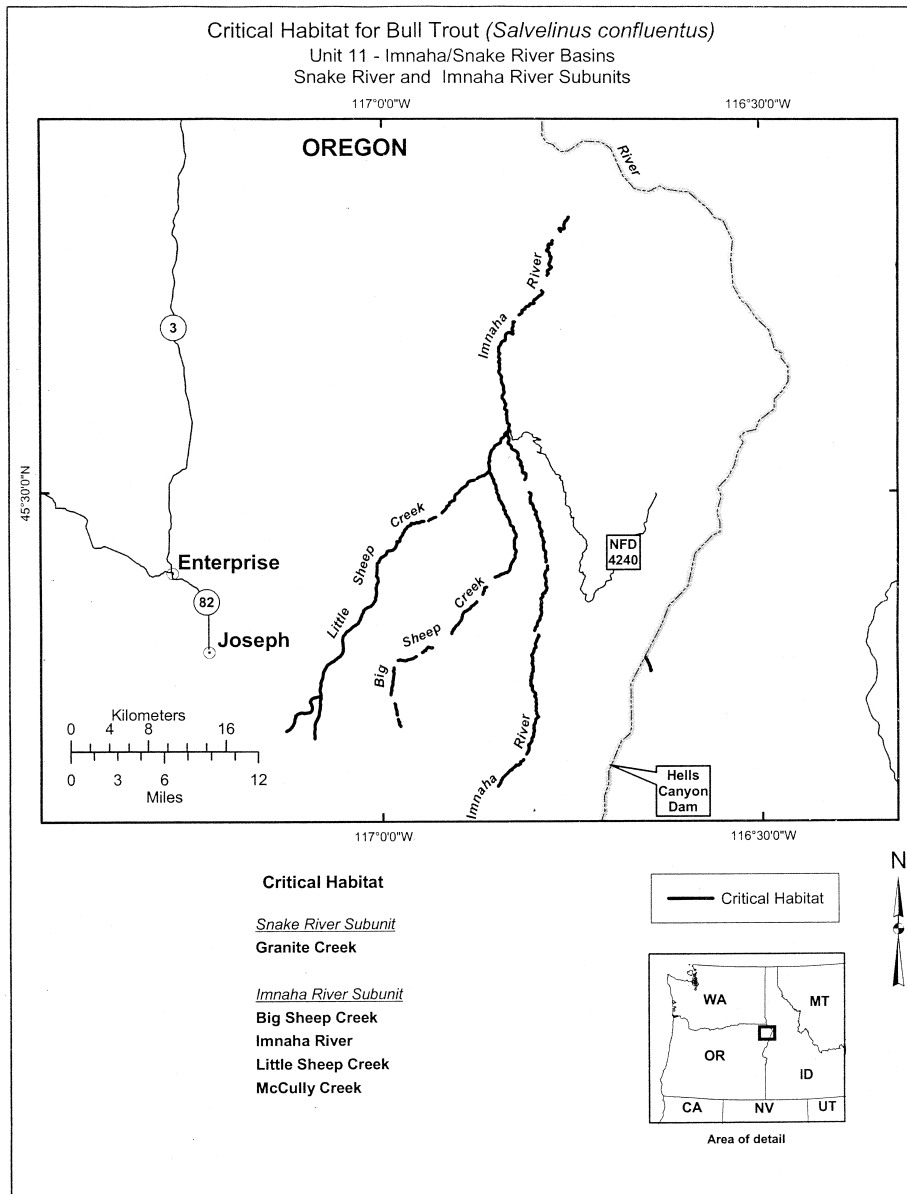 Critical Habitat for Bull Trout (Salvelinus confluentus)
Unit 11 - Imnaha/Snake River Basins
Snake River and Imnaha River Subunits
117°0'0"W
116°30'0"W
OREGON
River
River
Imnaha
3
45°30'0"N
Creek
Sheep
Little
NFD
4240
Enterprise
82
Joseph
Creek
Sheep
Big
River
Imnaha
Kilometers
0 4 8 16
0 3 6 12
Miles
Hells
Canyon
Dam
117°0'0"W
116°30'0"W
Critical Habitat
Snake River Subunit
Granite Creek
Imnaha River Subunit
Big Sheep Creek
Imnaha River
Little Sheep Creek
McCully Creek
Critical Habitat
N
WA
MT
OR
ID
CA
NV
UT
Area of detail